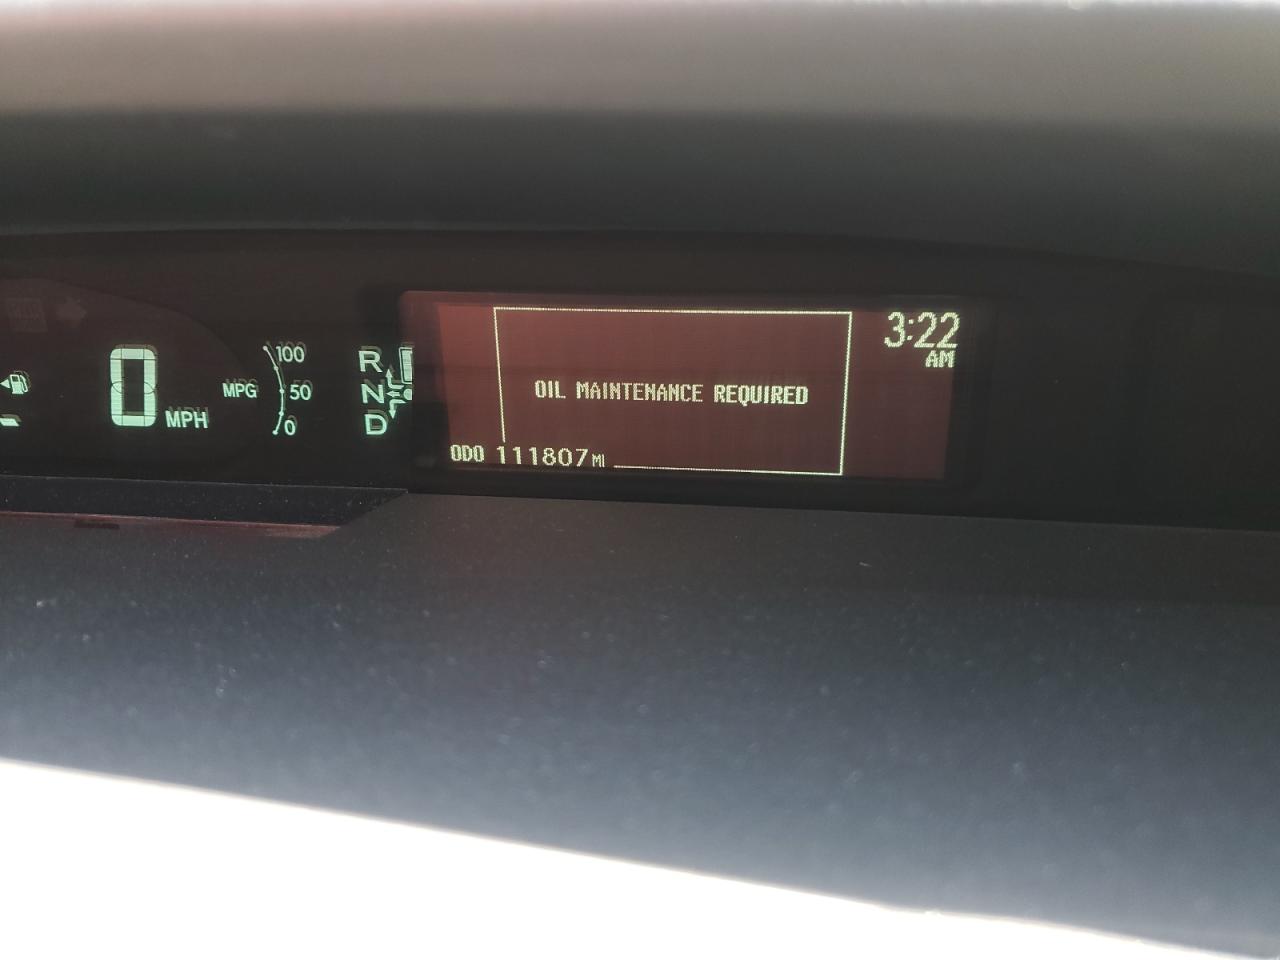 0 MPH
MPG
100
50
0
R
N
D
3:22
AM
OIL MAINTENANCE REQUIRED
ODO 111807 MI